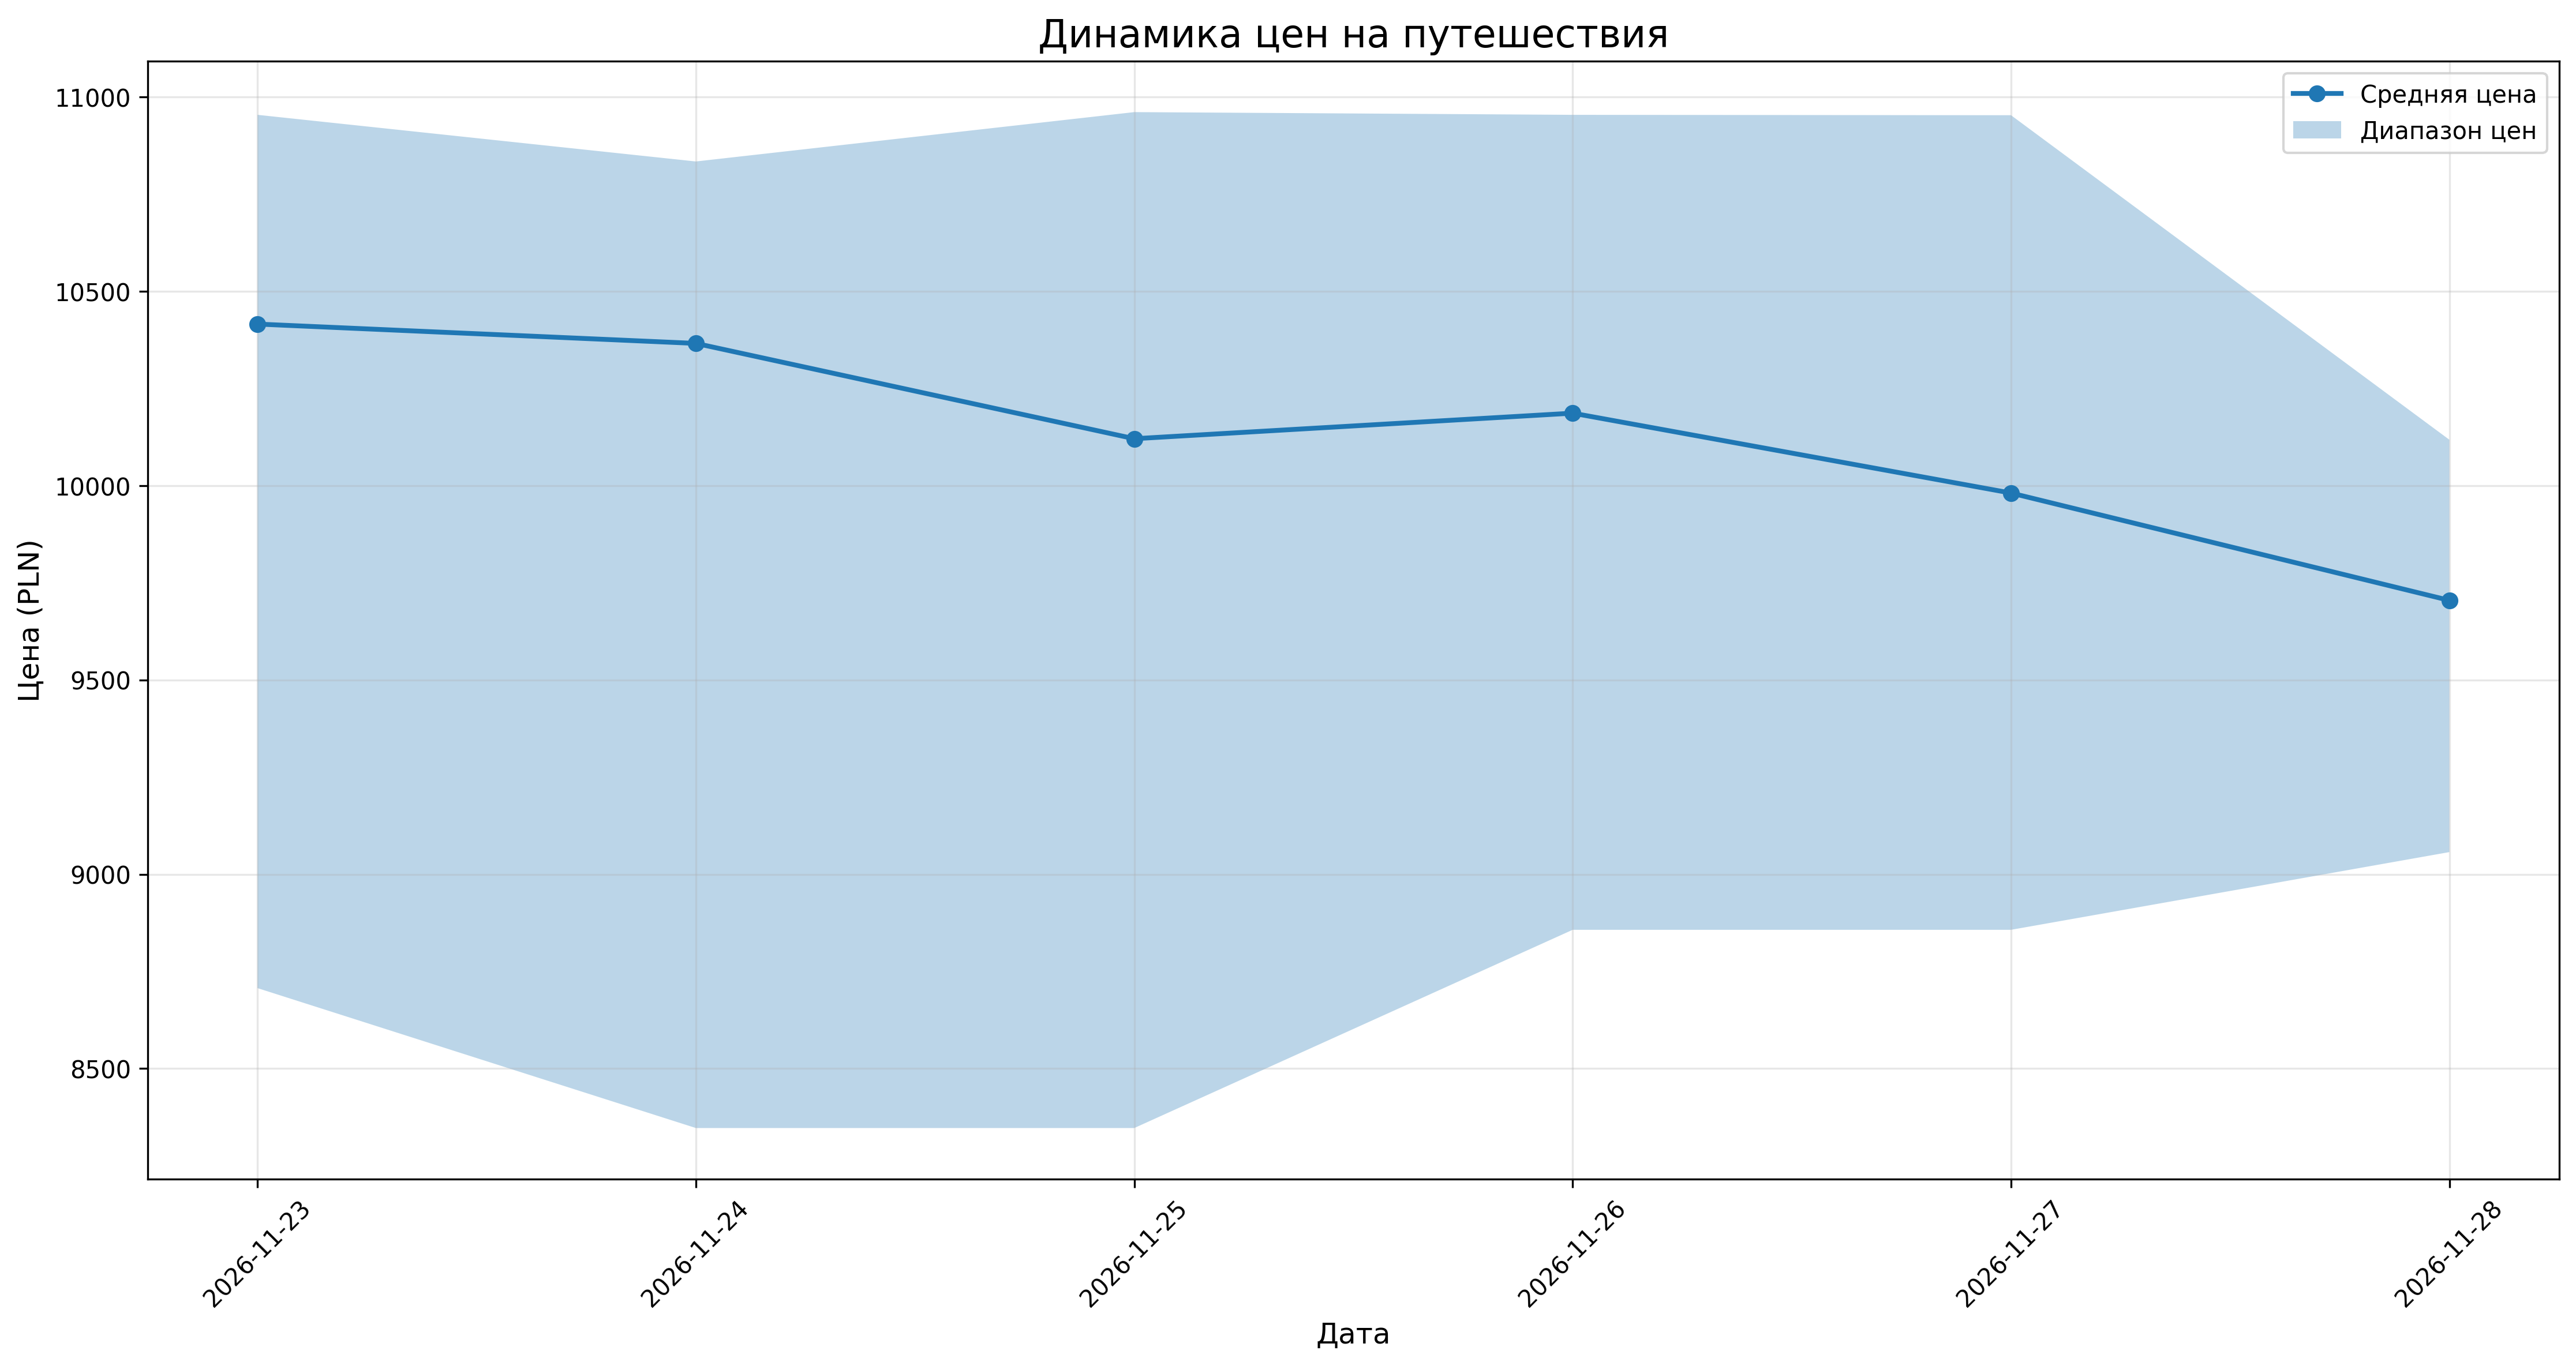 Динамика цен на путешествия
Средняя цена
Диапазон цен
Цена (PLN)
11000
10500
10000
9500
9000
8500
2026-11-23
2026-11-24
2026-11-25
2026-11-26
2026-11-27
2026-11-28
Дата